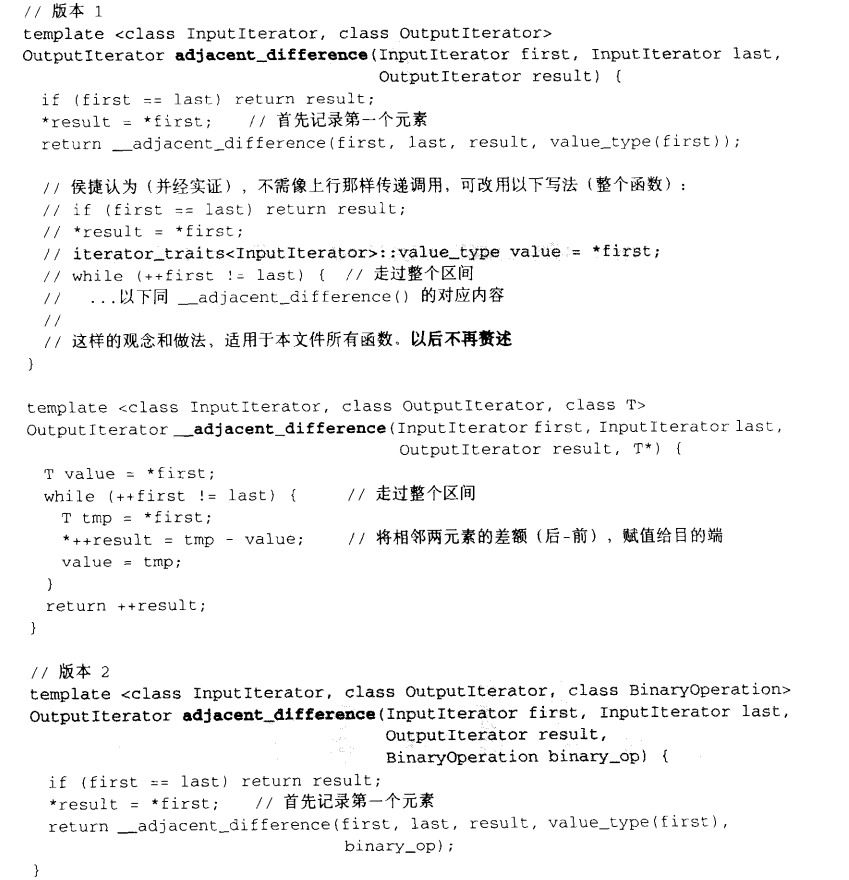 // 版本 1
template <class InputIterator, class OutputIterator>
OutputIterator adjacent_difference(InputIterator first, InputIterator last,
                                   OutputIterator result) {
  if (first == last) return result;
  *result = *first;   // 首先记录第一个元素
  return __adjacent_difference(first, last, result, value_type(first));

  // 侯捷认为（并经实证），不需像上行那样传递调用，可改用以下写法（整个函数）：
  // if (first == last) return result;
  // *result = *first;
  // iterator_traits<InputIterator>::value_type value = *first;
  // while (++first != last) {  // 走过整个区间
  //   ...以下同 __adjacent_difference() 的对应内容
  //
  // 这样的观念和做法，适用于本文件所有函数。以后不再赘述
}

template <class InputIterator, class OutputIterator, class T>
OutputIterator __adjacent_difference(InputIterator first, InputIterator last,
                                     OutputIterator result, T*) {
  T value = *first;
  while (++first != last) {     // 走过整个区间
    T tmp = *first;
    *++result = tmp - value;    // 将相邻两元素的差额（后-前），赋值给目的端
    value = tmp;
  }
  return ++result;
}

// 版本 2
template <class InputIterator, class OutputIterator, class BinaryOperation>
OutputIterator adjacent_difference(InputIterator first, InputIterator last,
                                   OutputIterator result,
                                   BinaryOperation binary_op) {
  if (first == last) return result;
  *result = *first;   // 首先记录第一个元素
  return __adjacent_difference(first, last, result, value_type(first),
                               binary_op);
}